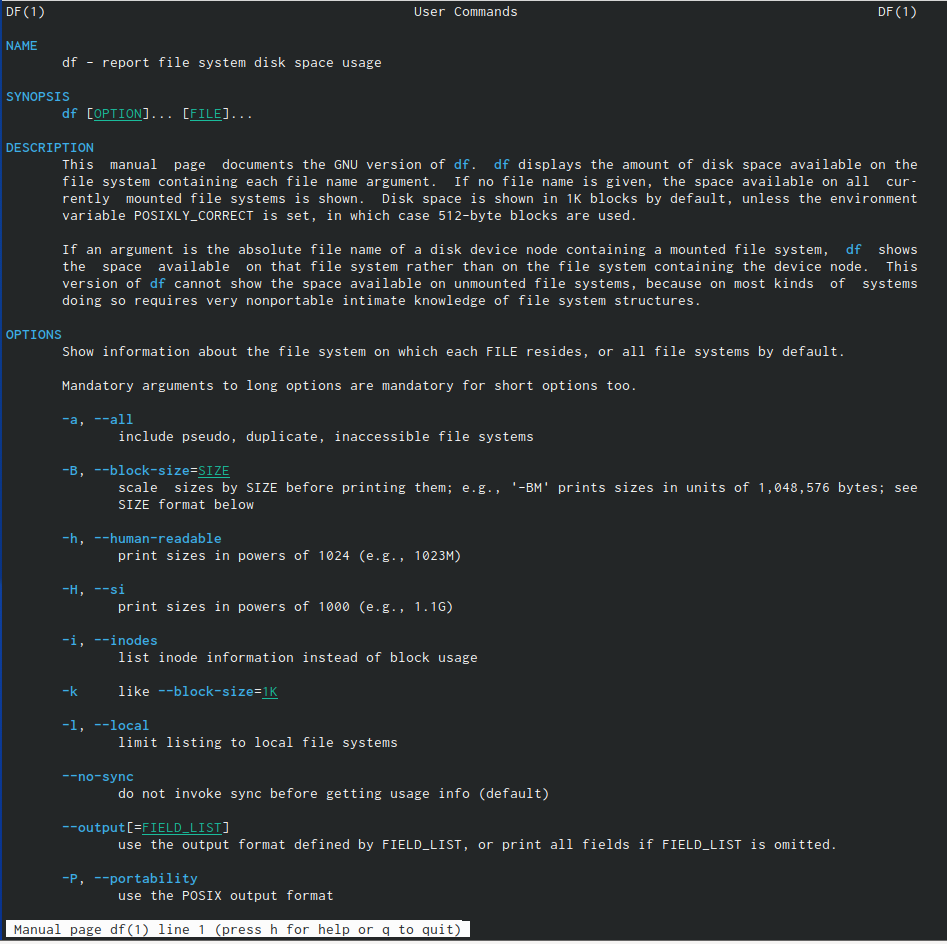 DF(1) User Commands DF(1)
NAME
df - report file system disk space usage
SYNOPSIS
df [OPTION]... [FILE]...
DESCRIPTION
This manual page documents the GNU version of df. df displays the amount of disk space available on the
file system containing each file name argument. If no file name is given, the space available on all cur-
rently mounted file systems is shown. Disk space is shown in 1K blocks by default, unless the environment
variable POSIXLY_CORRECT is set, in which case 512-byte blocks are used.
If an argument is the absolute file name of a disk device node containing a mounted file system, df shows
the space available on that file system rather than on the file system containing the device node. This
version of df cannot show the space available on unmounted file systems, because on most kinds of systems
doing so requires very nonportable intimate knowledge of file system structures.
OPTIONS
Show information about the file system on which each FILE resides, or all file systems by default.
Mandatory arguments to long options are mandatory for short options too.
-a, --all
include pseudo, duplicate, inaccessible file systems
-B, --block-size=SIZE
scale sizes by SIZE before printing them; e.g., '-BM' prints sizes in units of 1,048,576 bytes; see
SIZE format below
-h, --human-readable
print sizes in powers of 1024 (e.g., 1023M)
-H, --si
print sizes in powers of 1000 (e.g., 1.1G)
-i, --inodes
list inode information instead of block usage
-k like --block-size=1K
-l, --local
limit listing to local file systems
--no-sync
do not invoke sync before getting usage info (default)
--output[=FIELD_LIST]
use the output format defined by FIELD_LIST, or print all fields if FIELD_LIST is omitted.
-P, --portability
use the POSIX output format
Manual page df(1) line 1 (press h for help or q to quit)